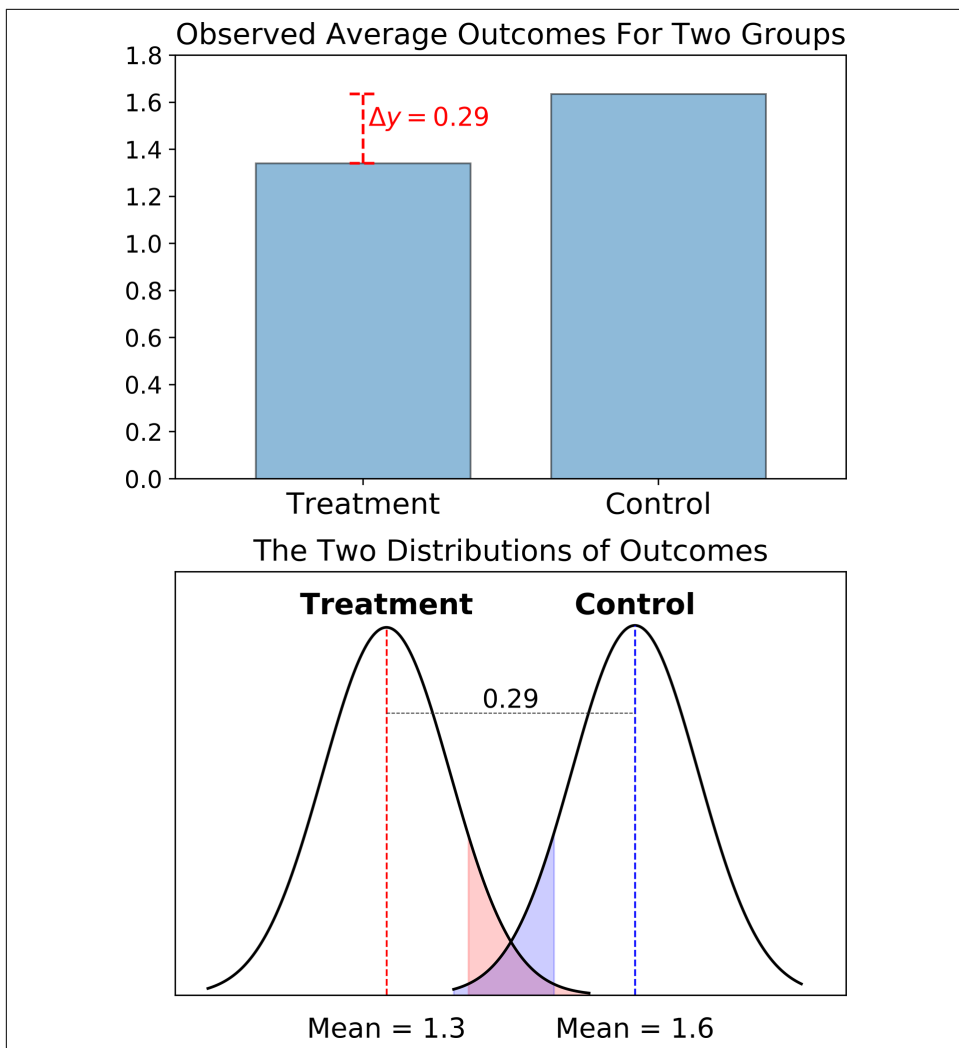 Observed Average Outcomes For Two Groups
1.8
1.6
1.4
1.2
1.0
0.8
0.6
0.4
0.2
0.0
Δy = 0.29
Treatment Control
The Two Distributions of Outcomes
Treatment Control
0.29
Mean = 1.3 Mean = 1.6